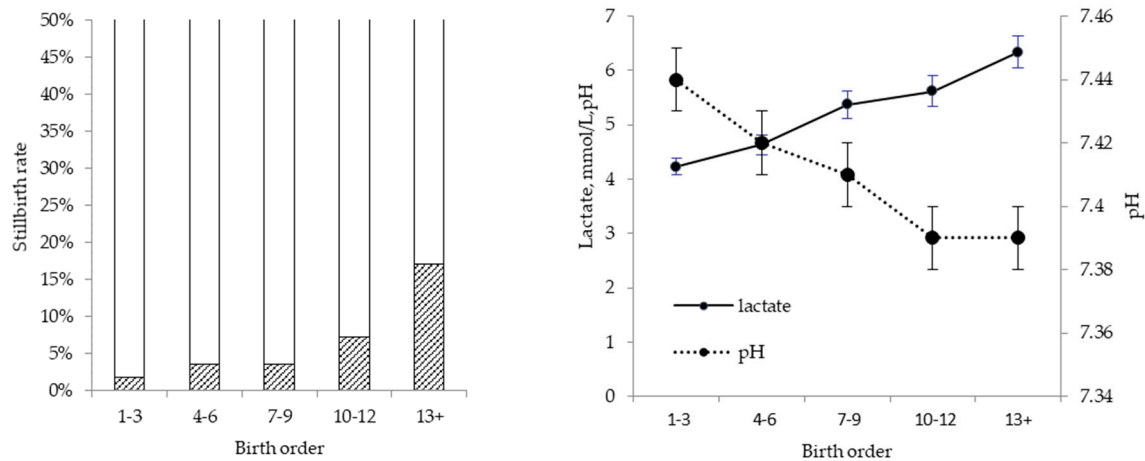 50%
45%
40%
35%
30%
25%
20%
15%
10%
5%
0%
Stillbirth rate
1-3 4-6 7-9 10-12 13+
Birth order
7
6
5
4
3
2
1
0
Lactate, mmol/L,pH
lactate
pH
7.46
7.44
7.42
7.4
7.38
7.36
7.34
pH
1-3 4-6 7-9 10-12 13+
Birth order